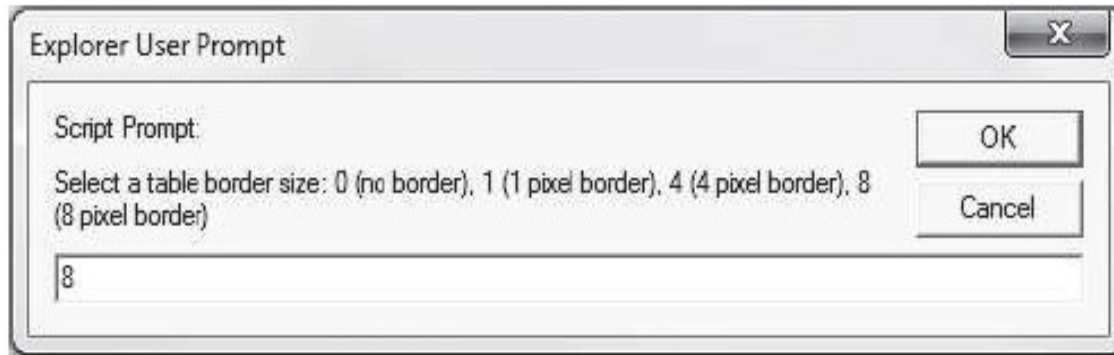 Explorer User Prompt
X
Script Prompt:
OK
Select a table border size: 0 (no border), 1 (1 pixel border), 4 (4 pixel border), 8
(8 pixel border)
Cancel
8